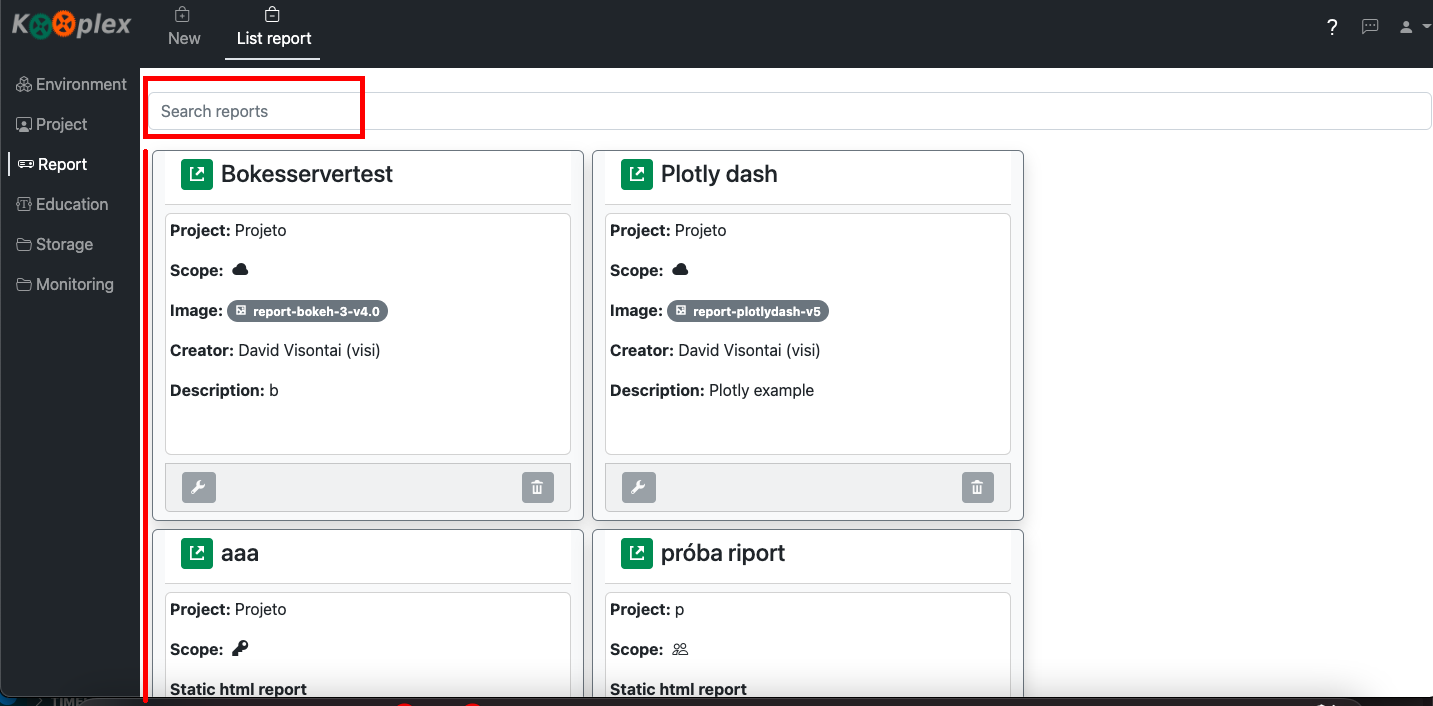 Kooplex
New
List report
?
Environment
Project
Report
Education
Storage
Monitoring
Search reports
Bokesservertest
Project: Projeto
Scope:
Image: report-bokeh-3-v4.0
Creator: David Visontai (visi)
Description: b
Plotly dash
Project: Projeto
Scope:
Image: report-plotlydash-v5
Creator: David Visontai (visi)
Description: Plotly example
aaa
Project: Projeto
Scope:
Static html report
próba riport
Project: p
Scope:
Static html report